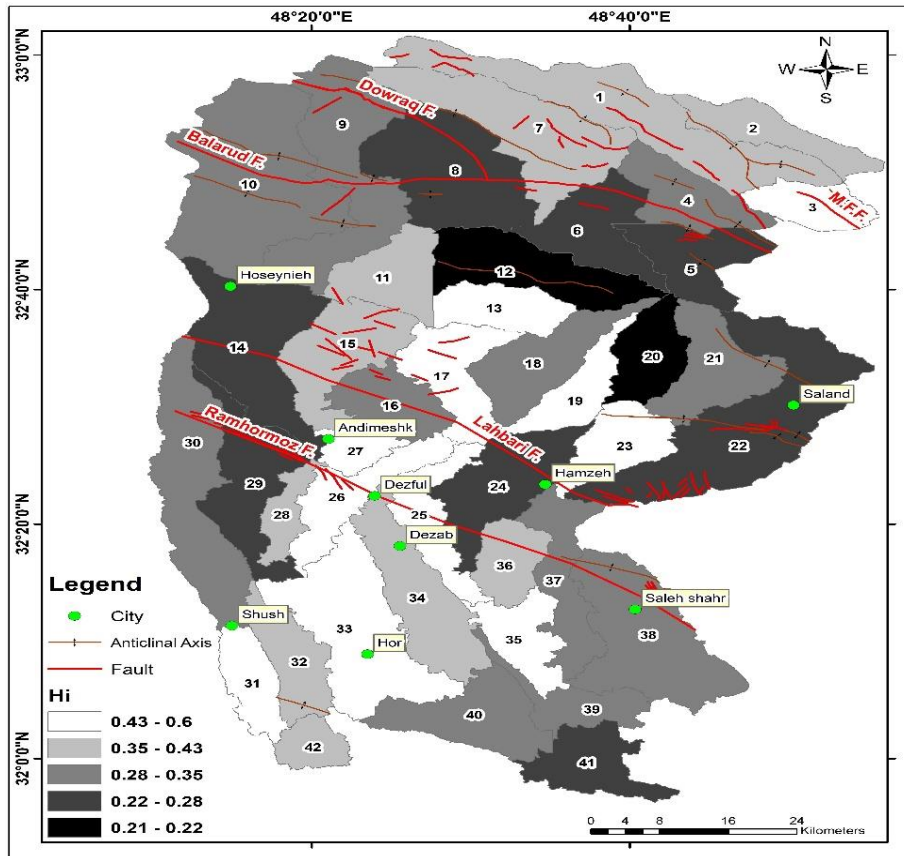 48°20'0"E
48°40'0"E
33°0'0"N
32°40'0"N
32°20'0"N
32°0'0"N
N
W E
S
1
2
Dowraq F.
7
9
Balarud F.
8
10
4
3
M.F.F.
6
5
11
12
Hoseynieh
13
14
15
17
18
20
21
19
Saland
16
Lahbari F.
Ramhormoz F.
Andimeshk
27
23
22
30
29
26
Dezful
24
Hamzeh
28
25
Dezab
36
37
34
Saleh shahr
38
Shush
33
35
Hor
32
31
40
39
42
41
Legend
City
Anticlinal Axis
Fault
Hi
0.43 - 0.6
0.35 - 0.43
0.28 - 0.35
0.22 - 0.28
0.21 - 0.22
0 4 8 16 24
Kilometers